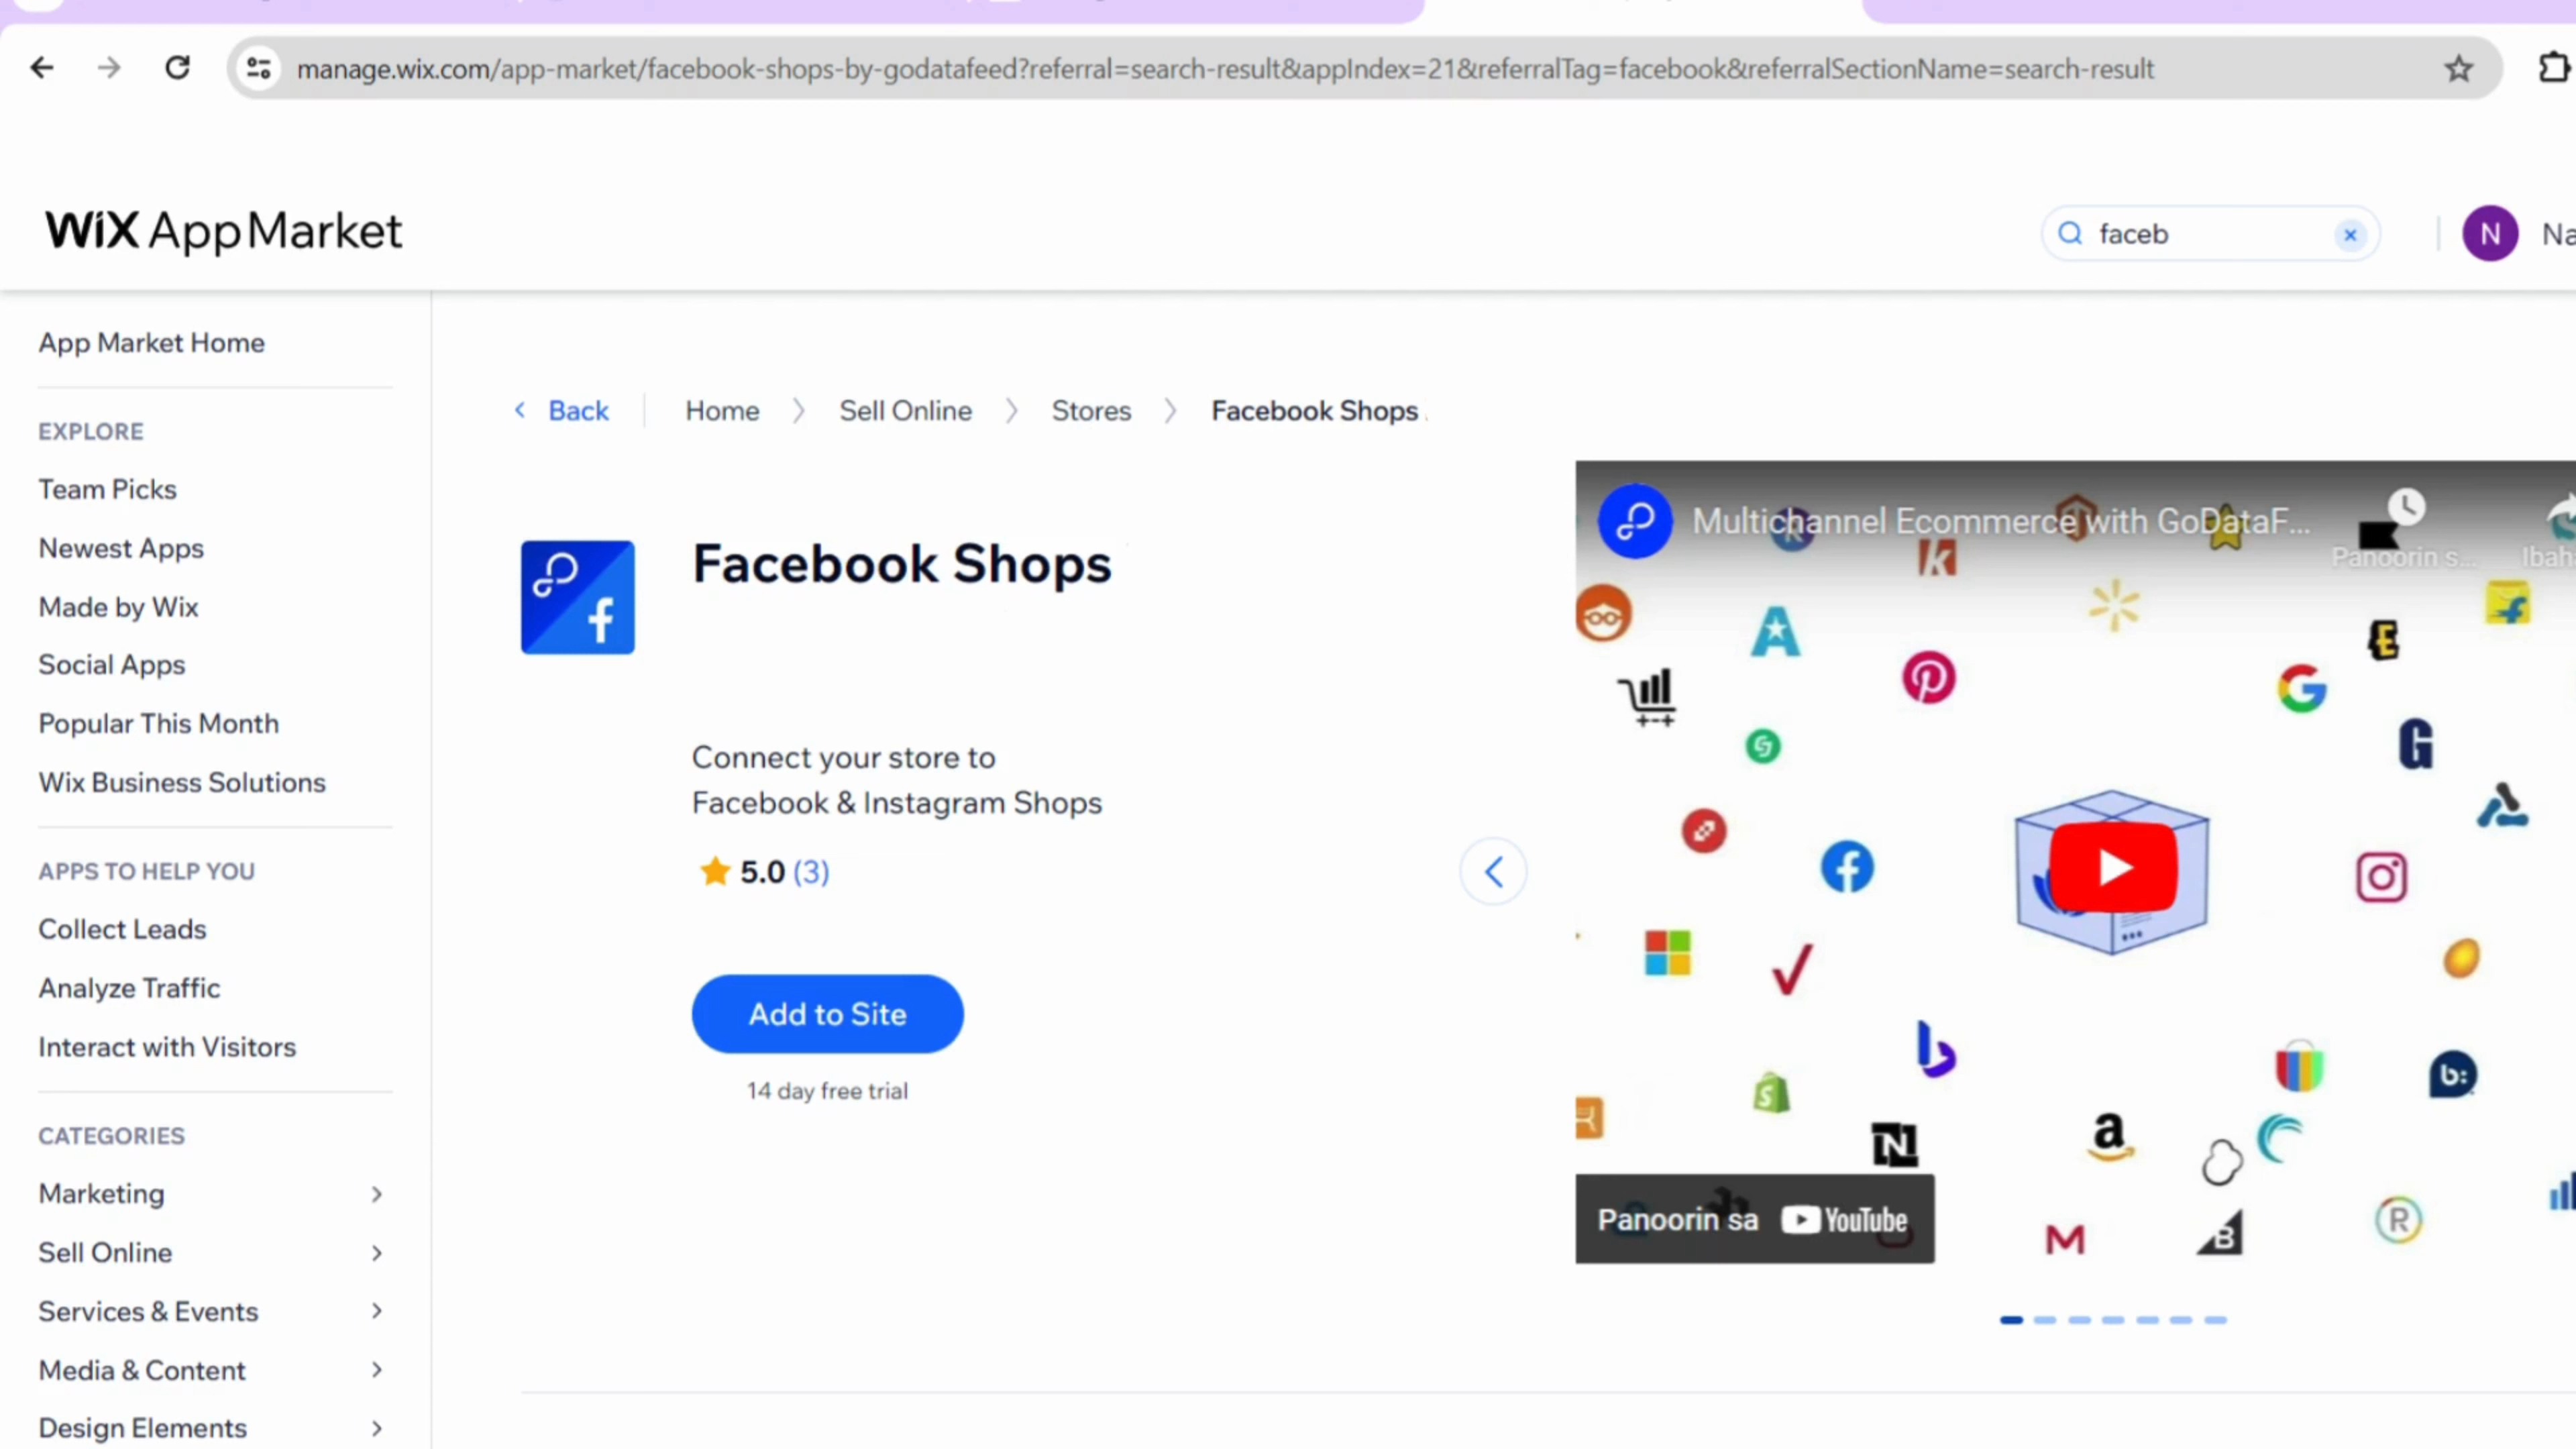 manage.wix.com/app-market/facebook-shops-by-godatafeed?referral=search-result&appIndex=21&referralTag=facebook&referralSectionName=search-result
WiX App Market
faceb
N
Na
App Market Home
EXPLORE
Team Picks
Newest Apps
Made by Wix
Social Apps
Popular This Month
Wix Business Solutions
APPS TO HELP YOU
Collect Leads
Analyze Traffic
Interact with Visitors
CATEGORIES
Marketing
Sell Online
Services & Events
Media & Content
Design Elements
Back
Home
Sell Online
Stores
Facebook Shops
Facebook Shops
Connect your store to
Facebook & Instagram Shops
5.0 (3)
Add to Site
14 day free trial
Multichannel Ecommerce with GoDataF...
Panoorin s...
Ibah
Panoorin sa YouTube